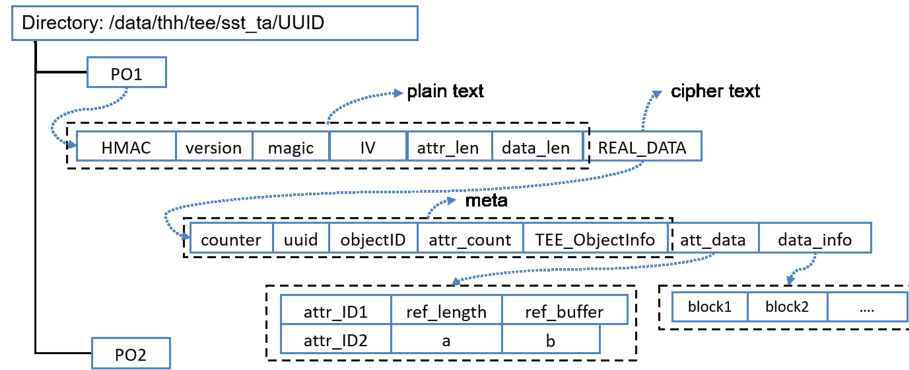 Directory: /data/thh/tee/sst_ta/UUID
PO1
plain text
cipher text
HMAC version magic IV attr_len data_len REAL_DATA
meta
counter uuid objectID attr_count TEE_ObjectInfo att_data data_info
attr_ID1 ref_length ref_buffer
block1 block2 ....
attr_ID2 a b
PO2